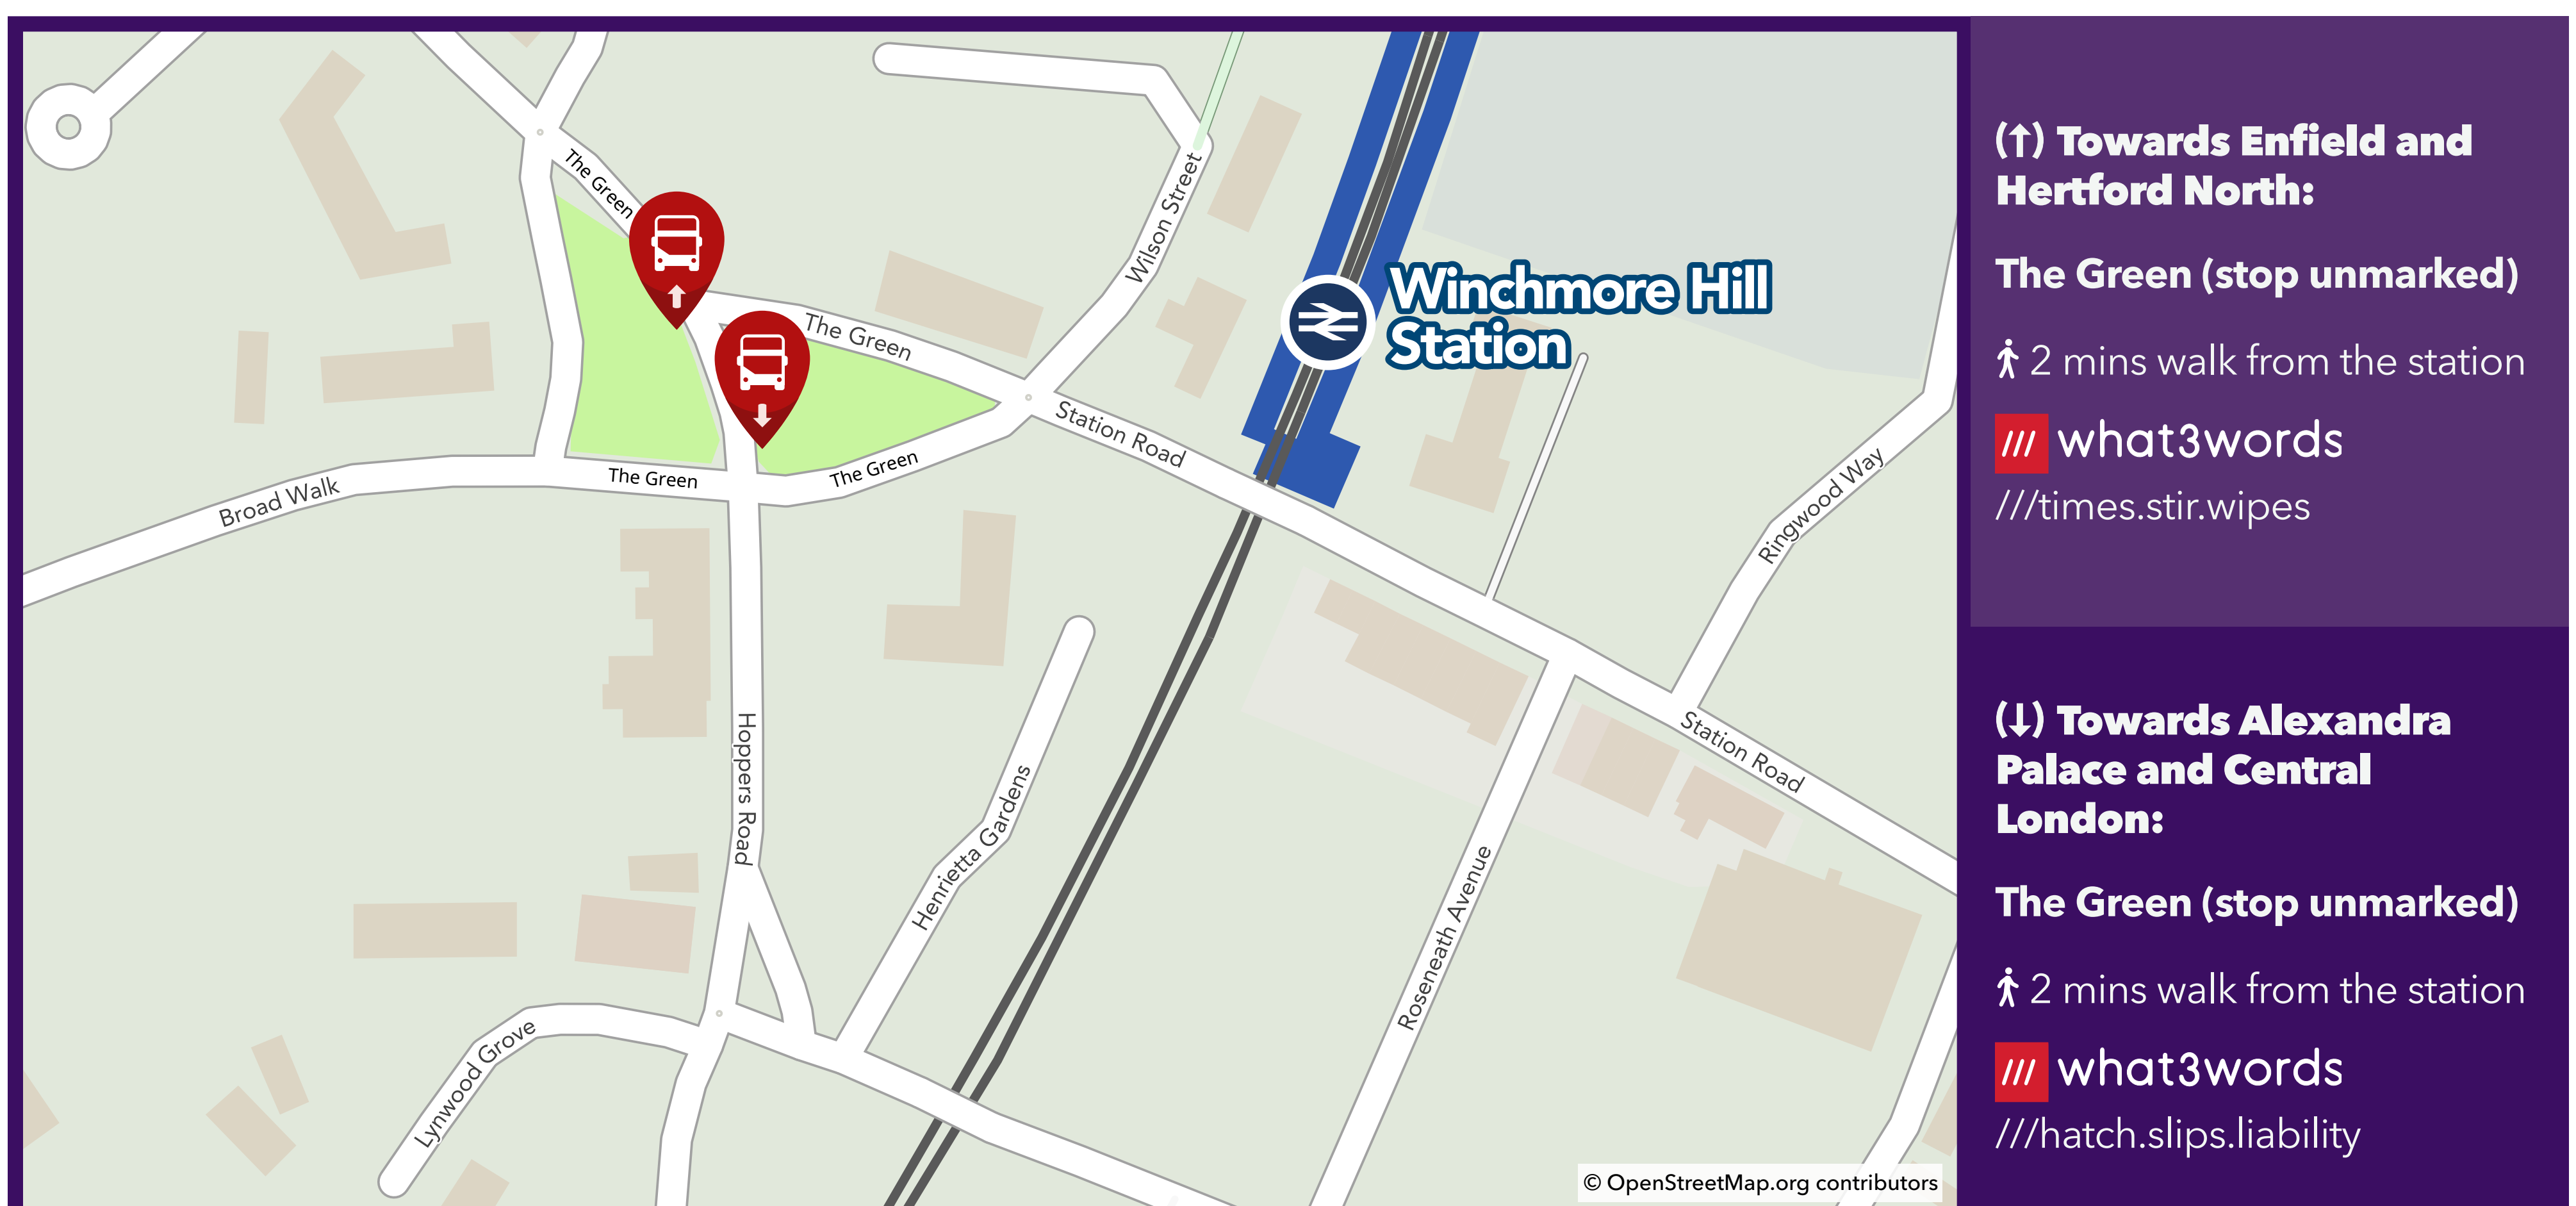 The Green
Wilson Street
Winchmore Hill
Station
The Green
Station Road
The Green
The Green
Broad Walk
Ringwood Way
Hoppers Road
Station Road
Henrietta Gardens
Roseneath Avenue
Lynwood Grove
© OpenStreetMap.org contributors
(↑) Towards Enfield and
Hertford North:
The Green (stop unmarked)
2 mins walk from the station
/// what3words
///times.stir.wipes
(↓) Towards Alexandra
Palace and Central
London:
The Green (stop unmarked)
2 mins walk from the station
/// what3words
///hatch.slips.liability